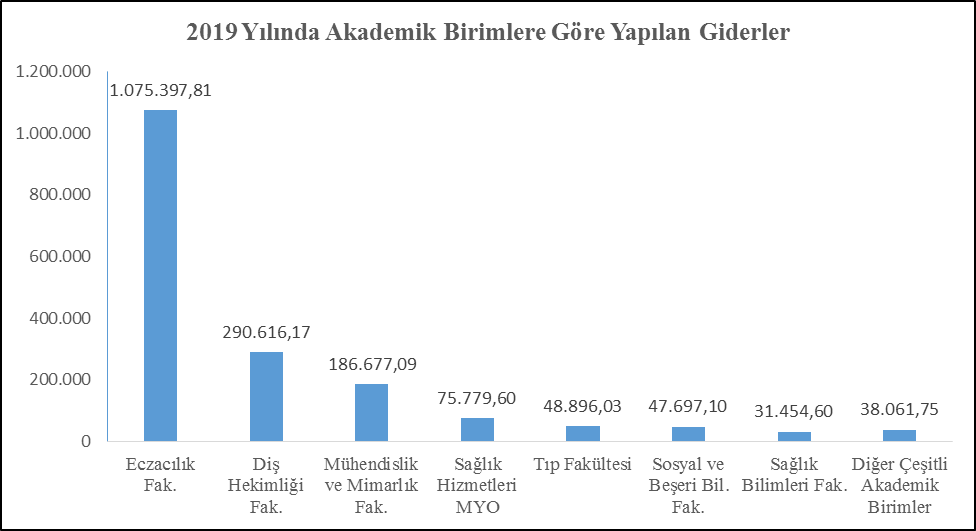 2019 Yılında Akademik Birimlere Göre Yapılan Giderler
1.200.000
1.000.000
800.000
600.000
400.000
200.000
0
1.075.397,81
290.616,17
186.677,09
75.779,60
48.896,03
47.697,10
31.454,60
38.061,75
Eczacılık
Fak.
Diş
Hekimliği
Fak.
Mühendislik
ve Mimarlık
Fak.
Sağlık
Hizmetleri
MYO
Tıp Fakültesi
Sosyal ve
Beşeri Bil.
Fak.
Sağlık
Bilimleri Fak.
Diğer Çeşitli
Akademik
Birimler